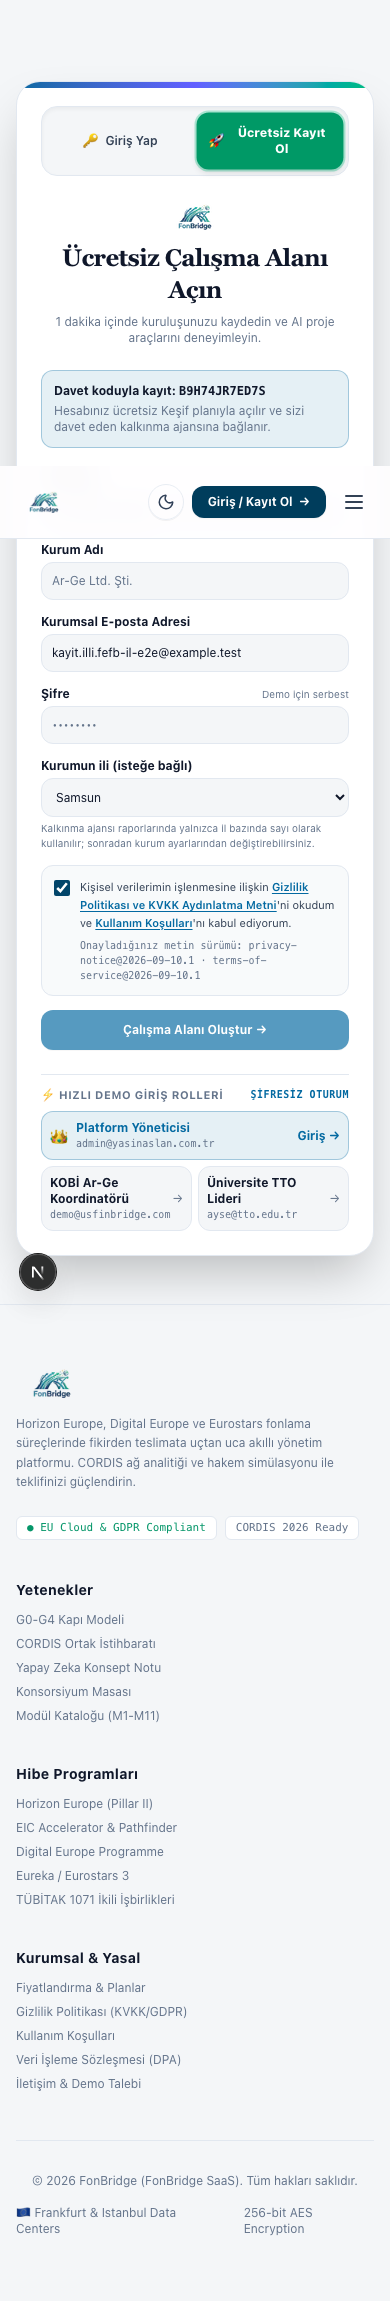 🔑 Giriş Yap
🚀 Ücretsiz Kayıt
Ol
FonBridge
Ücretsiz Çalışma Alanı
Açın
1 dakika içinde kuruluşunuzu kaydedin ve AI proje
araçlarını deneyimleyin.
Davet koduyla kayıt: B9H74JR7ED7S
Hesabınız ücretsiz Keşif planıyla açılır ve sizi
davet eden kalkınma ajansına bağlanır.
FonBridge
Giriş / Kayıt Ol →
Kurum Adı
Ar-Ge Ltd. Şti.
Kurumsal E-posta Adresi
kayit.illi.fefb-il-e2e@example.test
Şifre
Demo için serbest
••••••••
Kurumun ili (isteğe bağlı)
Samsun
Kalkınma ajansı raporlarında yalnızca il bazında sayı olarak
kullanılır; sonradan kurum ayarlarından değiştirebilirsiniz.
Kişisel verilerimin işlenmesine ilişkin Gizlilik
Politikası ve KVKK Aydınlatma Metni'ni okudum
ve Kullanım Koşulları'nı kabul ediyorum.
Onayladığınız metin sürümü: privacy-
notice@2026-09-10.1 · terms-of-
service@2026-09-10.1
Çalışma Alanı Oluştur →
⚡ HIZLI DEMO GİRİŞ ROLLERİ
ŞİFRESİZ OTURUM
👑 Platform Yöneticisi
admin@yasinaslan.com.tr
Giriş →
KOBİ Ar-Ge
Koordinatörü →
demo@usfinbridge.com
Üniversite TTO
Lideri →
ayse@tto.edu.tr
N
FonBridge
Horizon Europe, Digital Europe ve Eurostars fonlama
süreçlerinde fikirden teslimata uçtan uca akıllı yönetim
platformu. CORDIS ağ analitiği ve hakem simülasyonu ile
teklifinizi güçlendirin.
● EU Cloud & GDPR Compliant
CORDIS 2026 Ready
Yetenekler
G0-G4 Kapı Modeli
CORDIS Ortak İstihbaratı
Yapay Zeka Konsept Notu
Konsorsiyum Masası
Modül Kataloğu (M1-M11)
Hibe Programları
Horizon Europe (Pillar II)
EIC Accelerator & Pathfinder
Digital Europe Programme
Eureka / Eurostars 3
TÜBİTAK 1071 İkili İşbirlikleri
Kurumsal & Yasal
Fiyatlandırma & Planlar
Gizlilik Politikası (KVKK/GDPR)
Kullanım Koşulları
Veri İşleme Sözleşmesi (DPA)
İletişim & Demo Talebi
© 2026 FonBridge (FonBridge SaaS). Tüm hakları saklıdır.
🇪🇺 Frankfurt & Istanbul Data
Centers
256-bit AES
Encryption